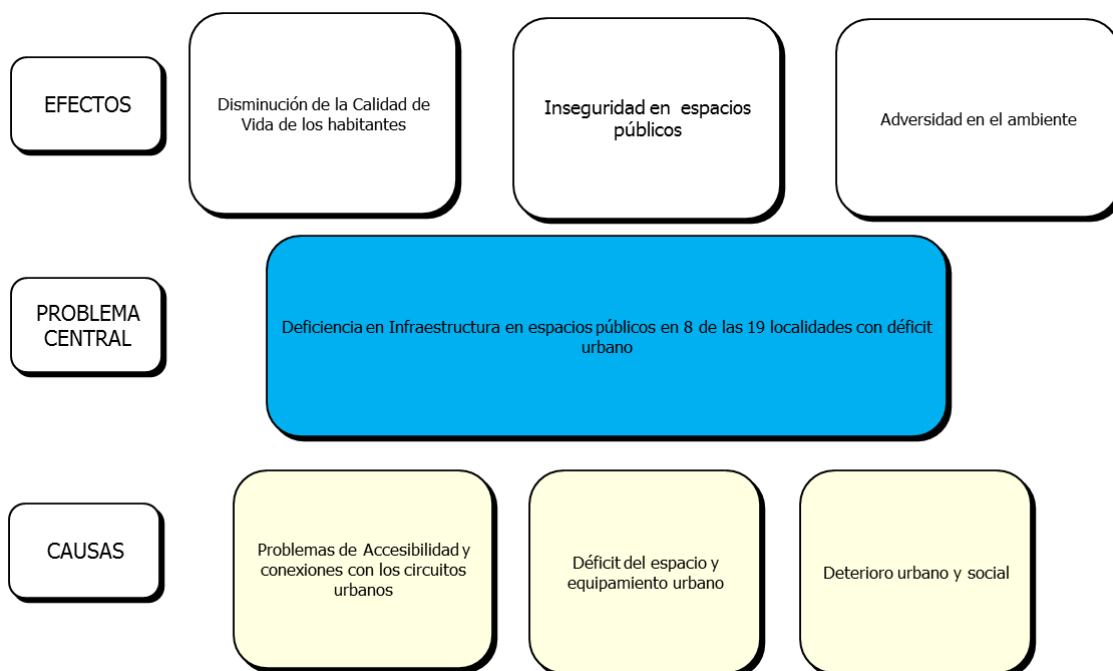 EFECTOS
Disminución de la Calidad de
Vida de los habitantes
Inseguridad en espacios
públicos
Adversidad en el ambiente
PROBLEMA
CENTRAL
Deficiencia en Infraestructura en espacios públicos en 8 de las 19 localidades con déficit
urbano
CAUSAS
Problemas de Accesibilidad y
conexiones con los circuitos
urbanos
Déficit del espacio y
equipamiento urbano
Deterioro urbano y social